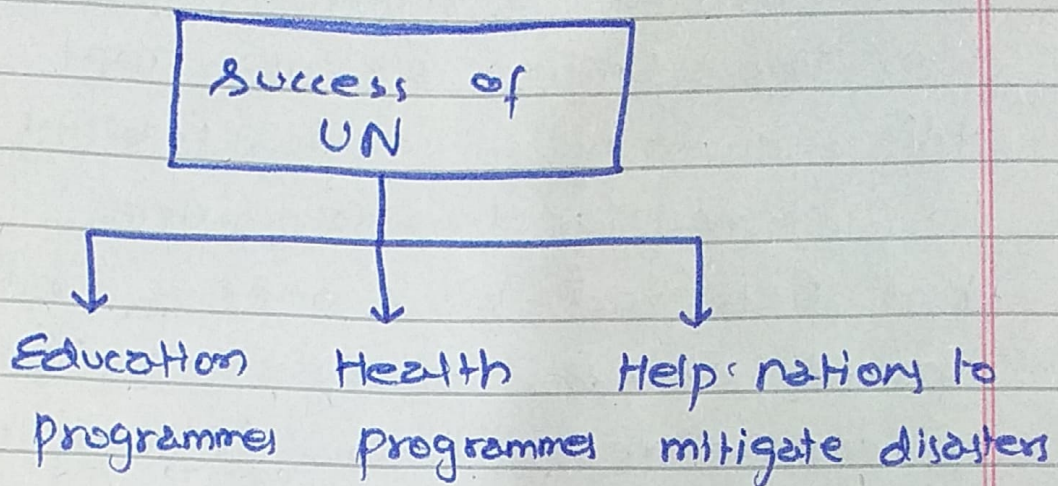 Success of
UN
Education Health Help nations to
programmes programmes mitigate disasters